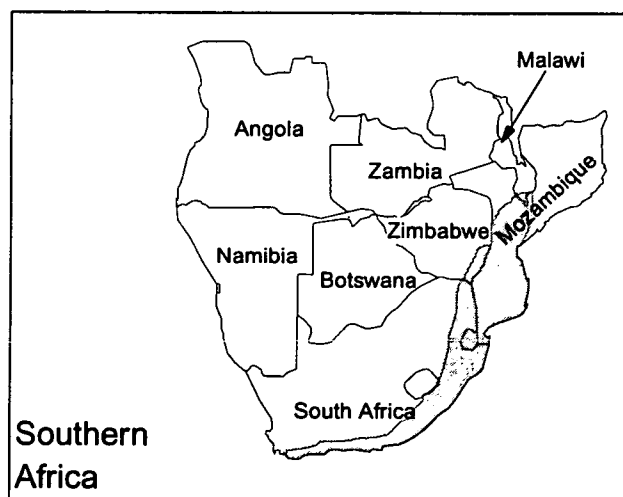 Malawi
Angola
Zambia
Mozambique
Zimbabwe
Namibia
Botswana
South Africa
Southern
Africa